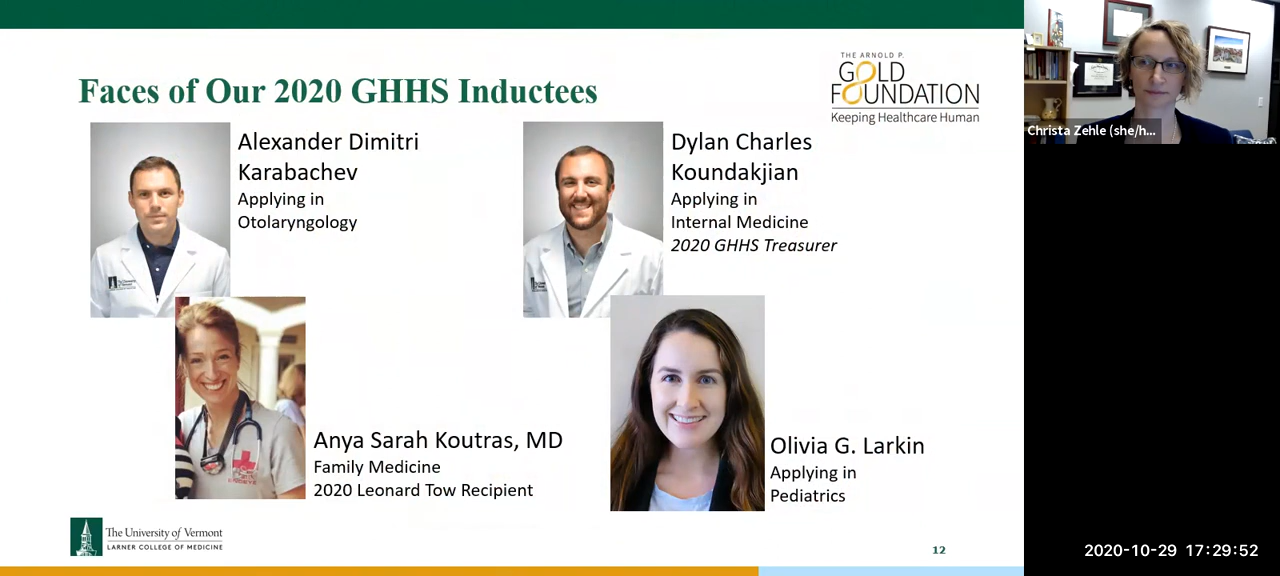 Faces of Our 2020 GHHS Inductees
THE ARNOLD P.
GOLD
FOUNDATION
Keeping Healthcare Human
Alexander Dimitri
Karabachev
Applying in
Otolaryngology
Dylan Charles
Koundakjian
Applying in
Internal Medicine
2020 GHHS Treasurer
Anya Sarah Koutras, MD
Family Medicine
2020 Leonard Tow Recipient
Olivia G. Larkin
Applying in
Pediatrics
The University of Vermont
LARNER COLLEGE OF MEDICINE
12
Christa Zehle (she/h...
2020-10-29 17:29:52